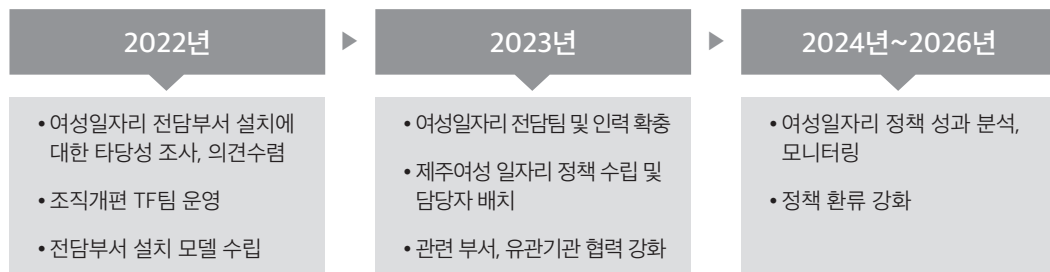 2022년
• 여성일자리 전담부서 설치에
대한 타당성 조사, 의견수렴
• 조직개편 TF팀 운영
• 전담부서 설치 모델 수립
2023년
• 여성일자리 전담팀 및 인력 확충
• 제주여성 일자리 정책 수립 및
담당자 배치
• 관련 부서, 유관기관 협력 강화
2024년~2026년
• 여성일자리 정책 성과 분석,
모니터링
• 정책 환류 강화